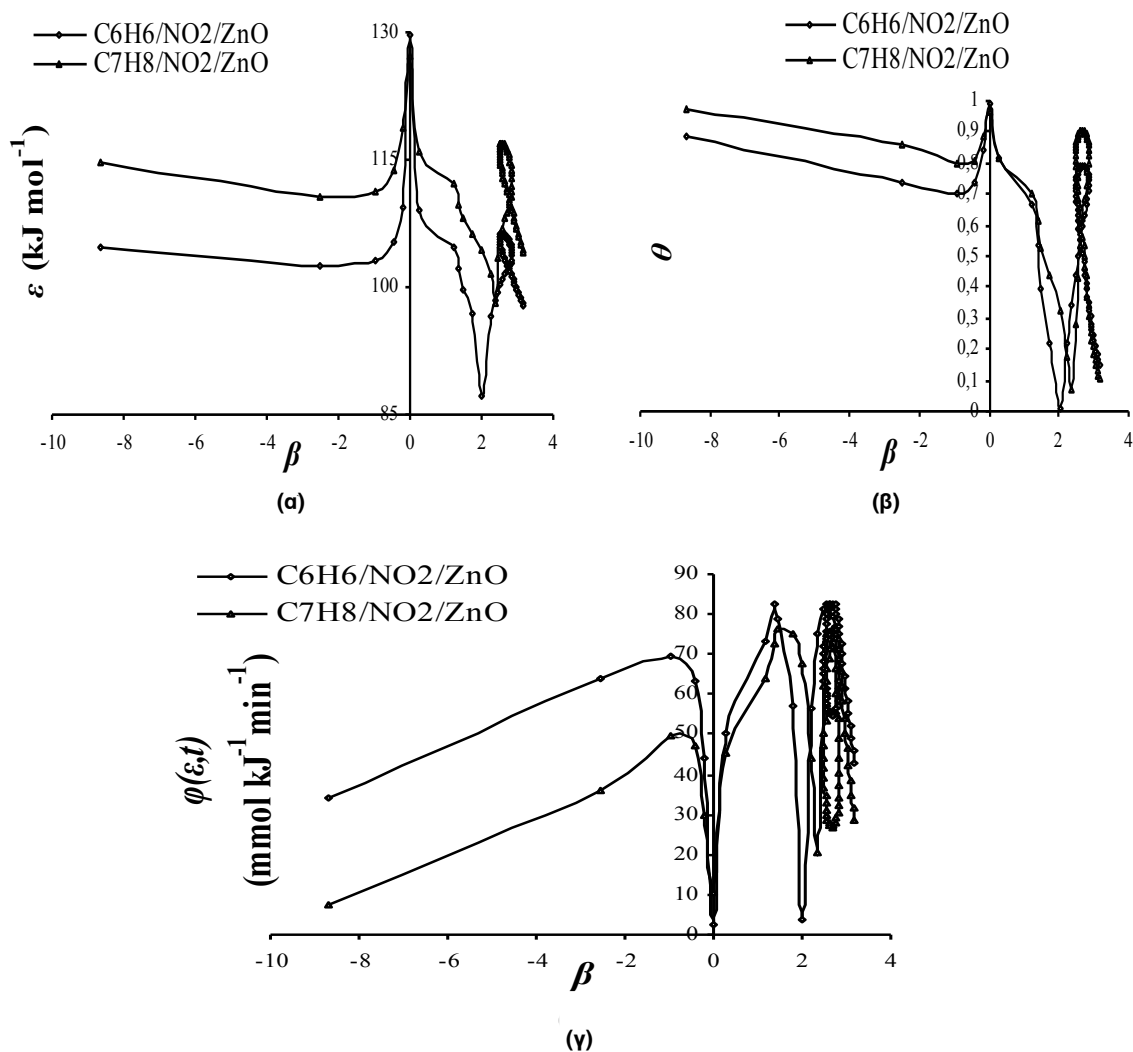 C6H6/NO2/ZnO
C7H8/NO2/ZnO
130
115
100
85
ε (kJ mol-1)
-10 -8 -6 -4 -2 0 2 4
β
(α)
C6H6/NO2/ZnO
C7H8/NO2/ZnO
1
0,9
0,8
0,7
0,6
0,5
0,4
0,3
0,2
0,1
0
θ
-10 -8 -6 -4 -2 0 2 4
β
(β)
C6H6/NO2/ZnO
C7H8/NO2/ZnO
90
80
70
60
50
40
30
20
10
0
φ(ε,t)
(mmol kJ-1 min-1)
-10 -8 -6 -4 -2 0 2 4
β
(γ)